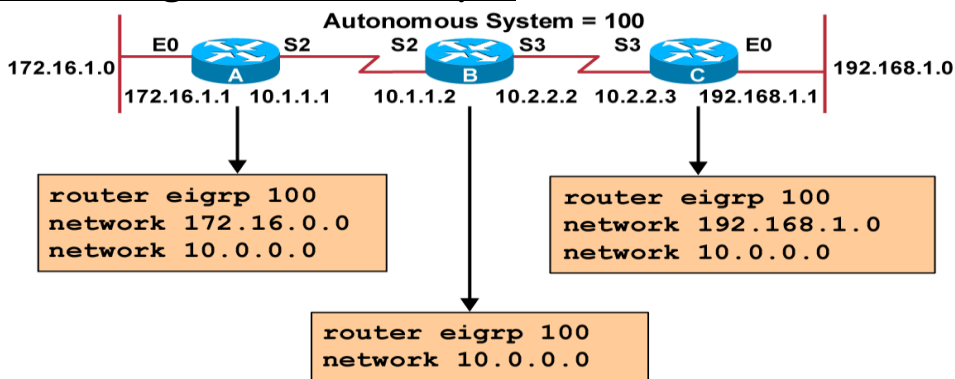 Autonomous System = 100
E0 S2 S2 S3 S3 E0
172.16.1.0 A B C 192.168.1.0
172.16.1.1 10.1.1.1 10.1.1.2 10.2.2.2 10.2.2.3 192.168.1.1
router eigrp 100
network 172.16.0.0
network 10.0.0.0
router eigrp 100
network 192.168.1.0
network 10.0.0.0
router eigrp 100
network 10.0.0.0